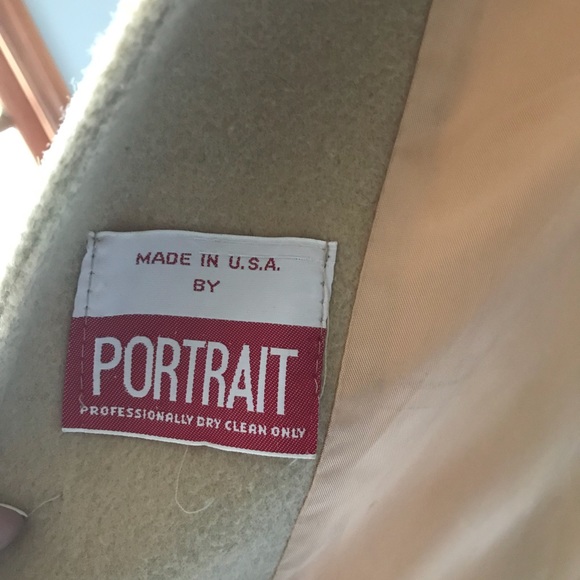 MADE IN U.S.A.
BY
PORTRAIT
PROFESSIONALLY DRY CLEAN ONLY